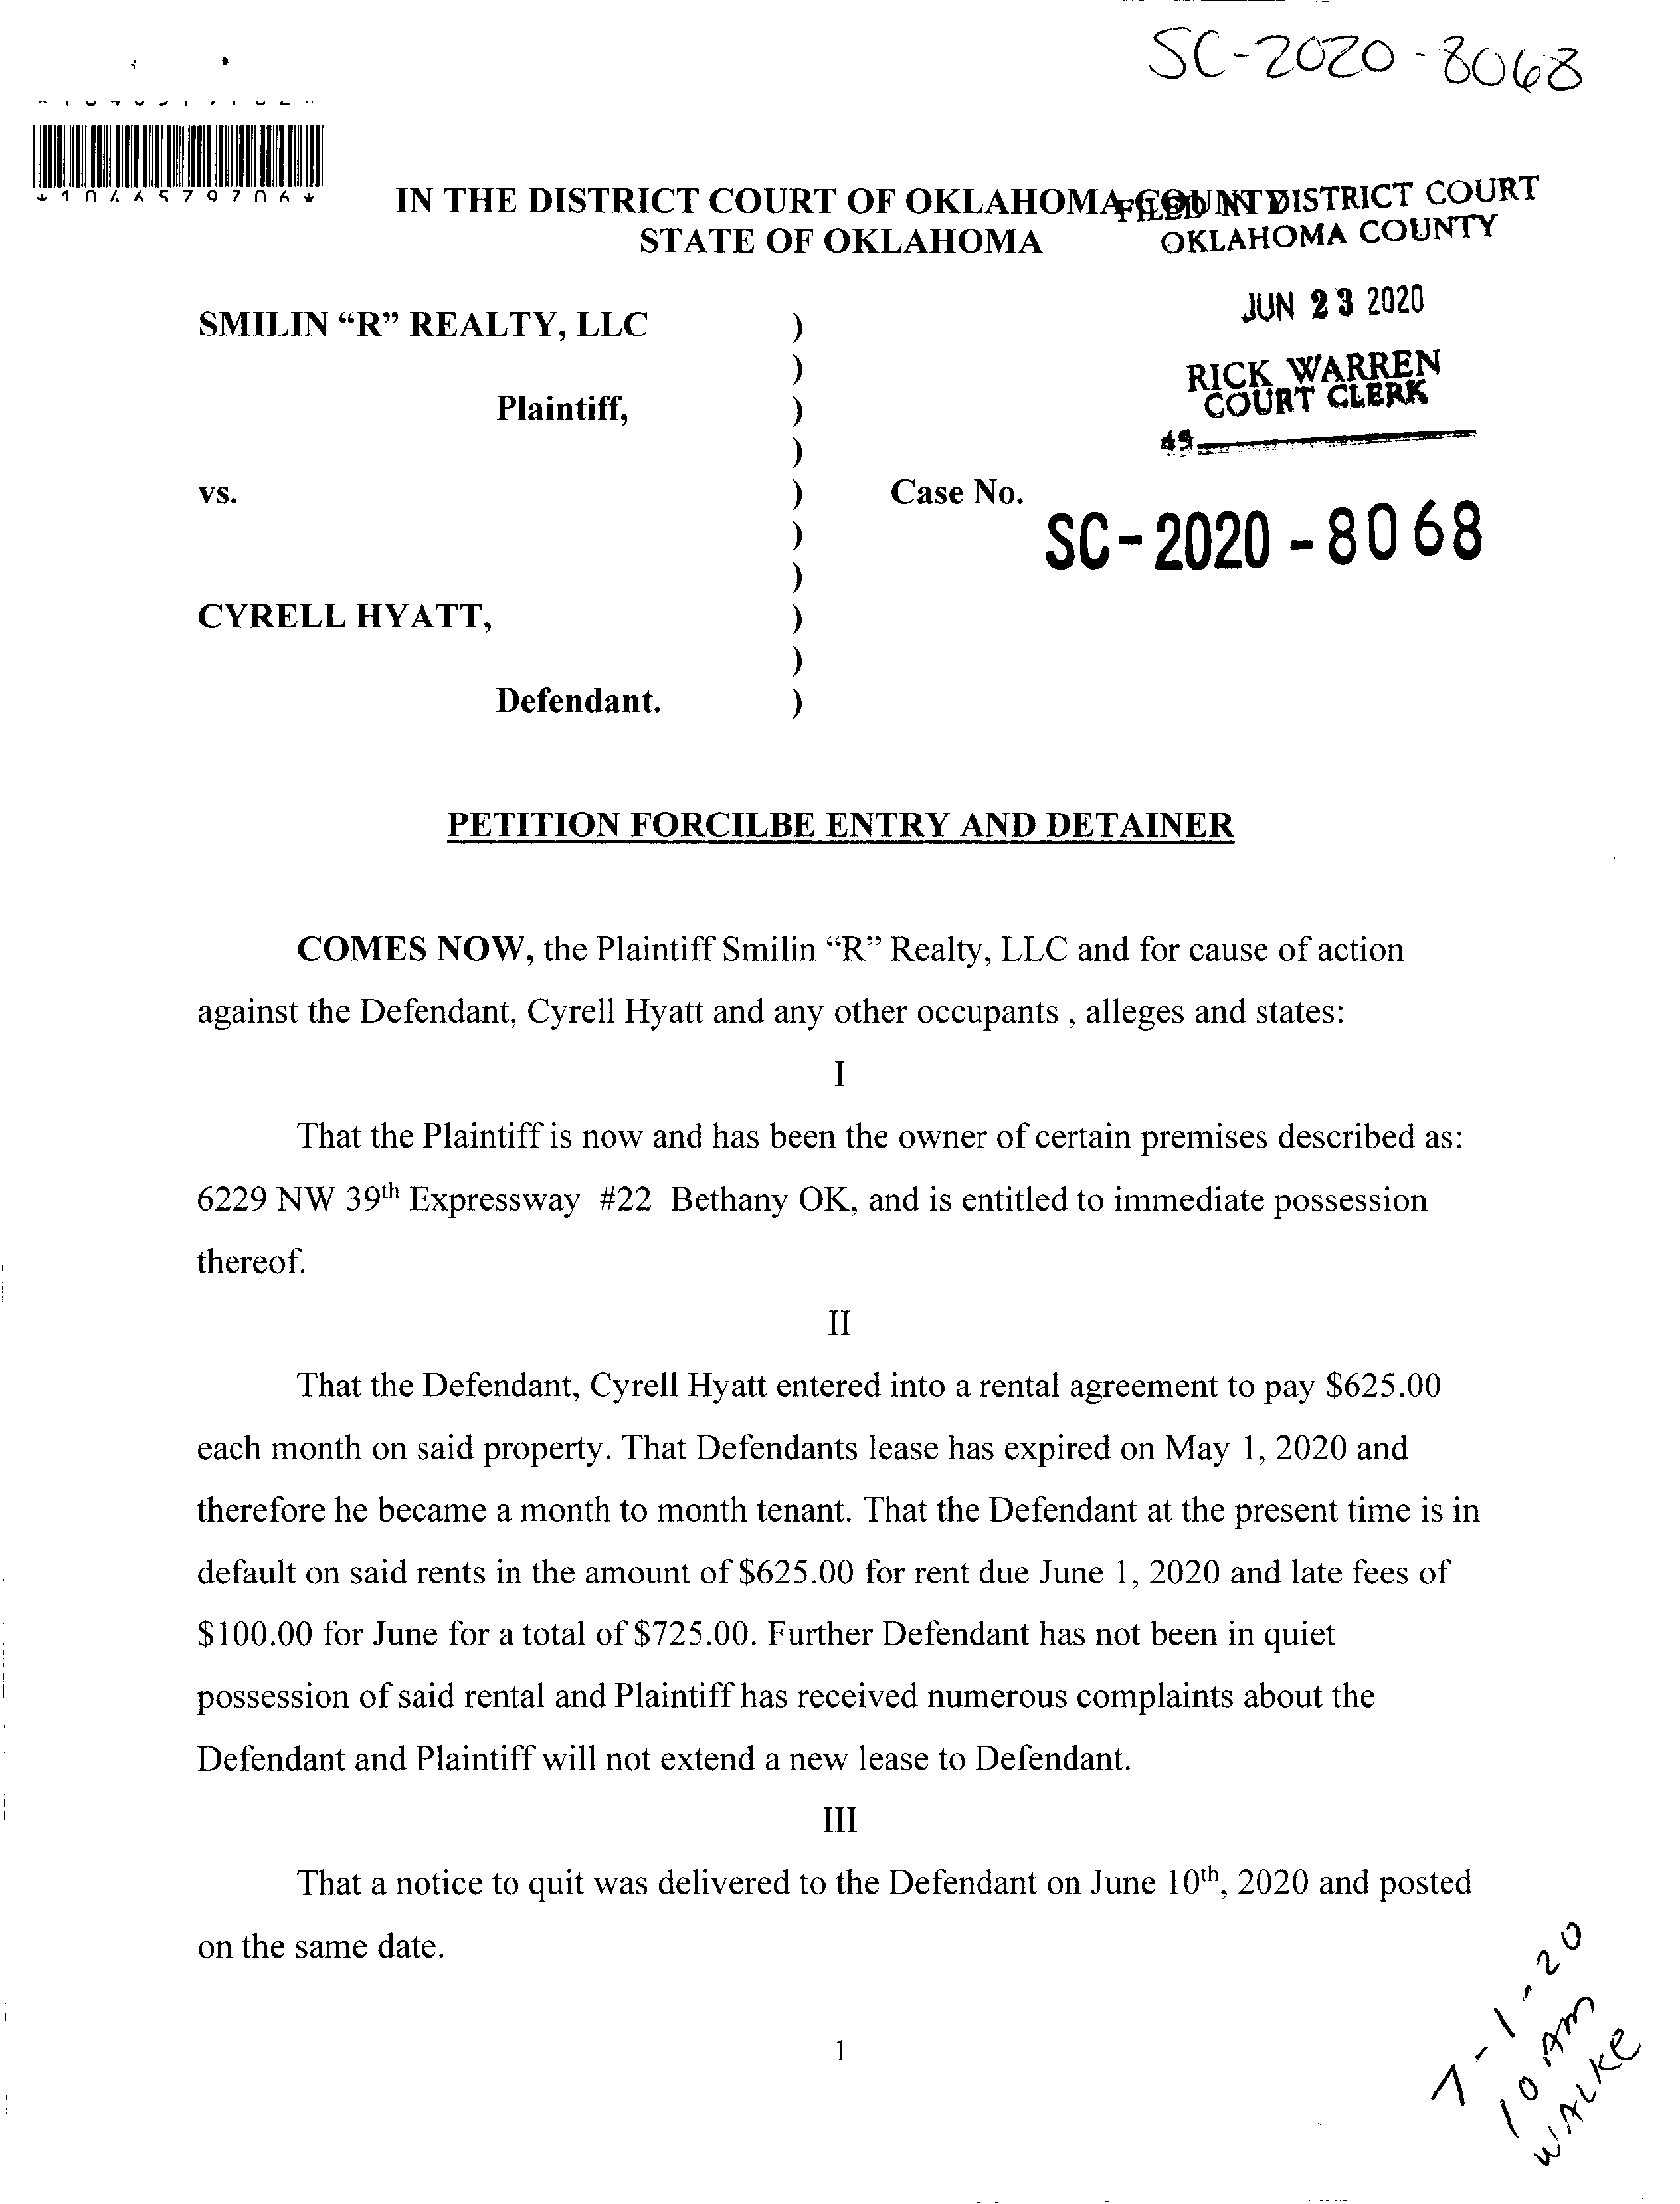 SC-2020-8068
*1044579706*
IN THE DISTRICT COURT OF OKLAHOMA COUNTY
FILED IN DISTRICT COURT
STATE OF OKLAHOMA
OKLAHOMA COUNTY
JUN 23 2020
SMILIN “R” REALTY, LLC )
)
RICK WARREN
COURT CLERK
Plaintiff, )
49
)
vs. ) Case No.
SC-2020-8068
)
)
CYRELL HYATT, )
)
Defendant. )
PETITION FORCILBE ENTRY AND DETAINER
COMES NOW, the Plaintiff Smilin “R” Realty, LLC and for cause of action
against the Defendant, Cyrell Hyatt and any other occupants , alleges and states:
I
That the Plaintiff is now and has been the owner of certain premises described as:
6229 NW 39th Expressway #22 Bethany OK, and is entitled to immediate possession
thereof.
II
That the Defendant, Cyrell Hyatt entered into a rental agreement to pay $625.00
each month on said property. That Defendants lease has expired on May 1, 2020 and
therefore he became a month to month tenant. That the Defendant at the present time is in
default on said rents in the amount of $625.00 for rent due June 1, 2020 and late fees of
$100.00 for June for a total of $725.00. Further Defendant has not been in quiet
possession of said rental and Plaintiff has received numerous complaints about the
Defendant and Plaintiff will not extend a new lease to Defendant.
III
That a notice to quit was delivered to the Defendant on June 10th, 2020 and posted
on the same date.
7-1-20
10 AM
WALKE
1